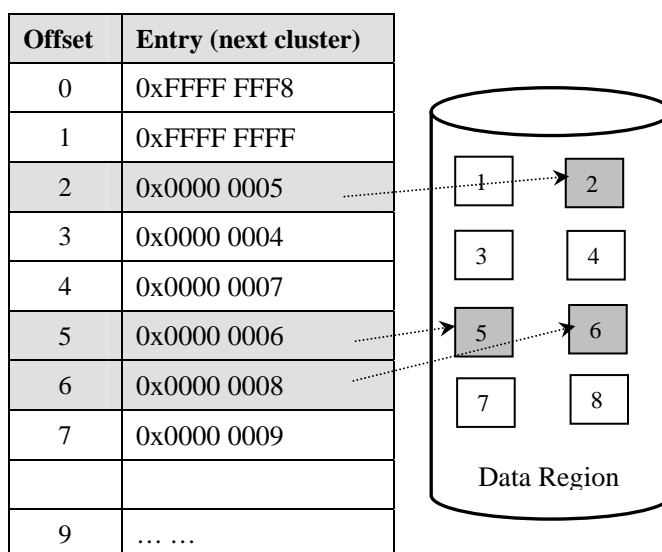 Offset Entry (next cluster)
0 0xFFFF FFF8
1 0xFFFF FFFF
2 0x0000 0005
3 0x0000 0004
4 0x0000 0007
5 0x0000 0006
6 0x0000 0008
7 0x0000 0009
9 … …
1 2
3 4
5 6
7 8
Data Region